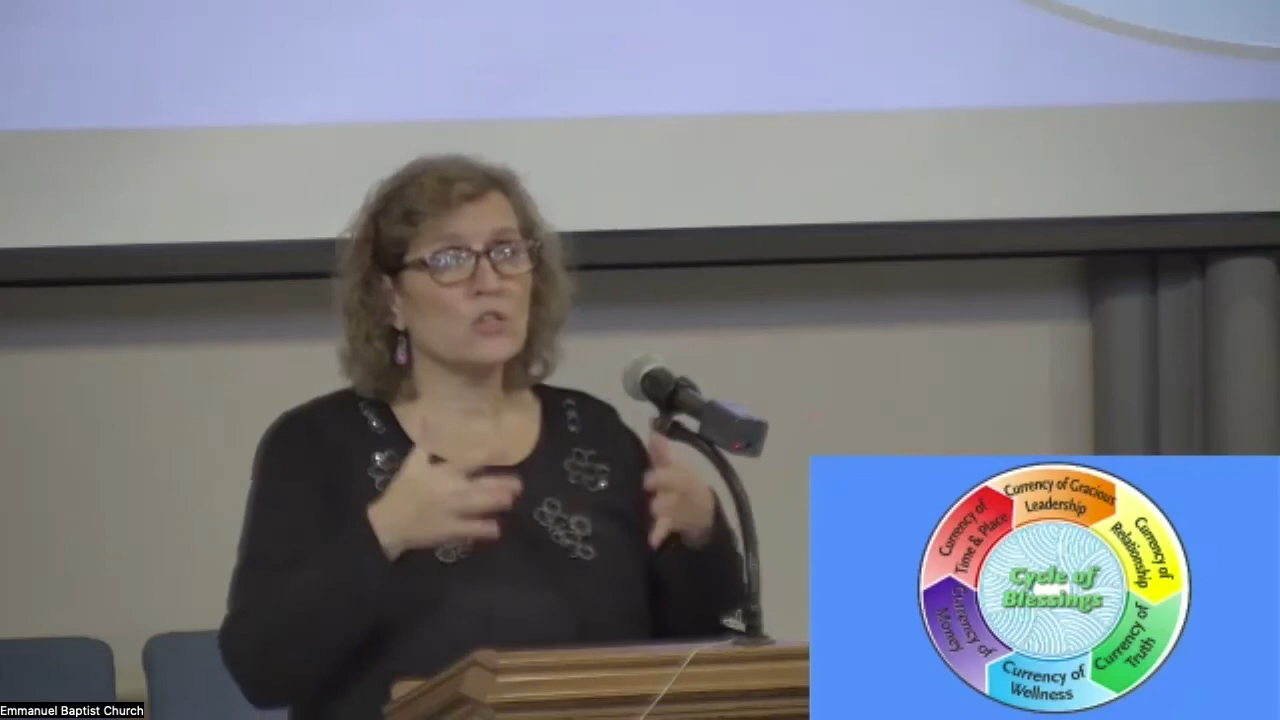 Currency of Gracious
Leadership
Currency of
Relationship
Currency of
Truth
Currency of
Wellness
Currency of
Money
Currency of
Time & Place
Cycle of
Blessings
Emmanuel Baptist Church